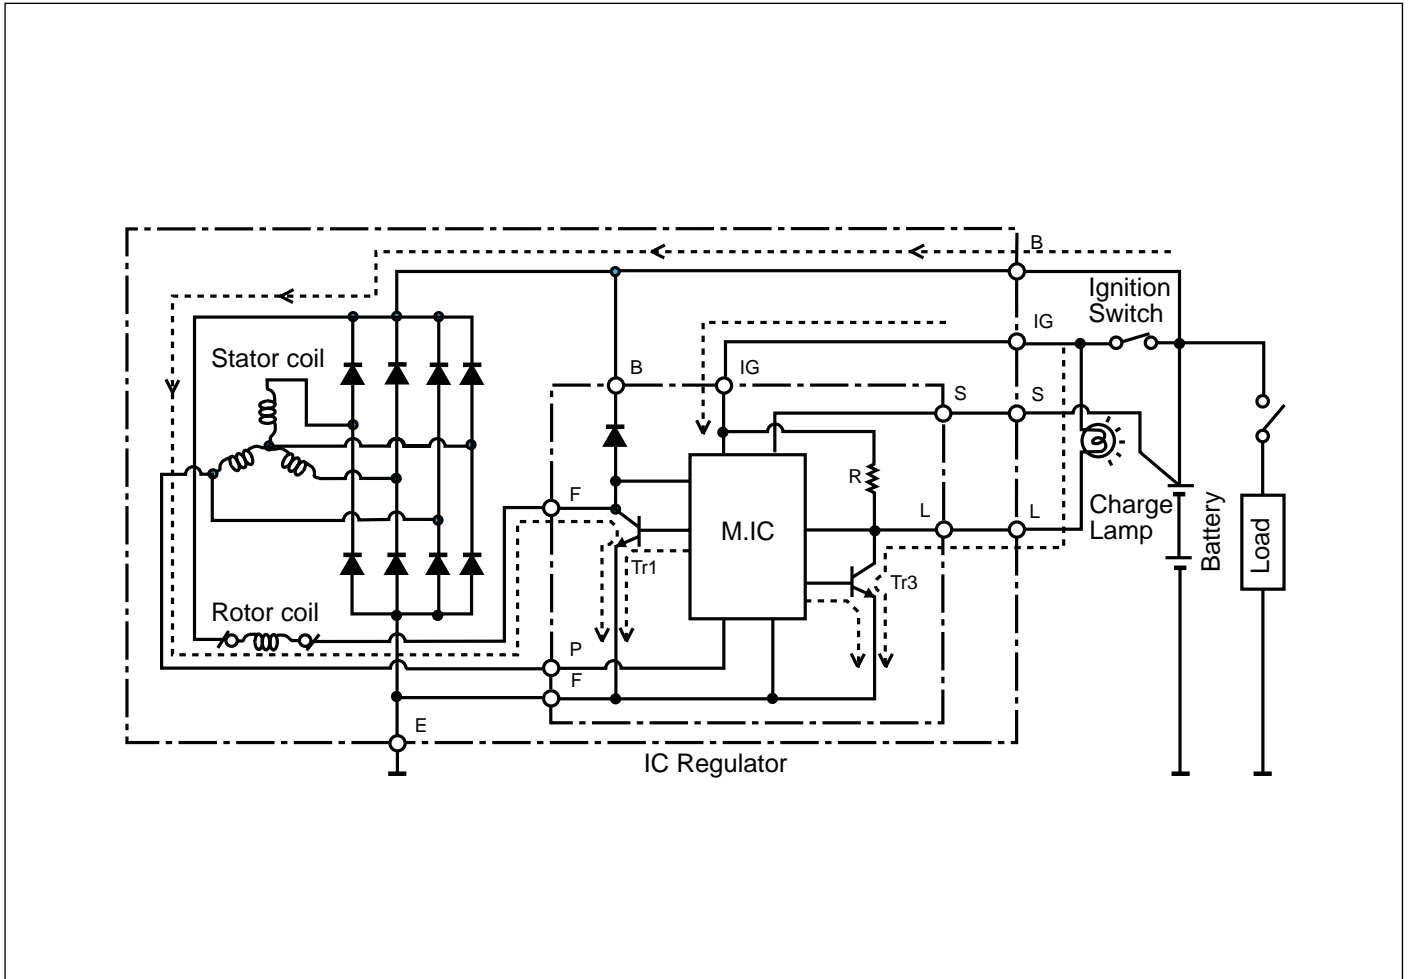 B
Ignition
Switch
IG
Stator coil
B
IG
S
S
R
F
L
L
M.IC
Charge
Lamp
Battery
Load
Tr1
Tr3
Rotor coil
P
F
E
IC Regulator